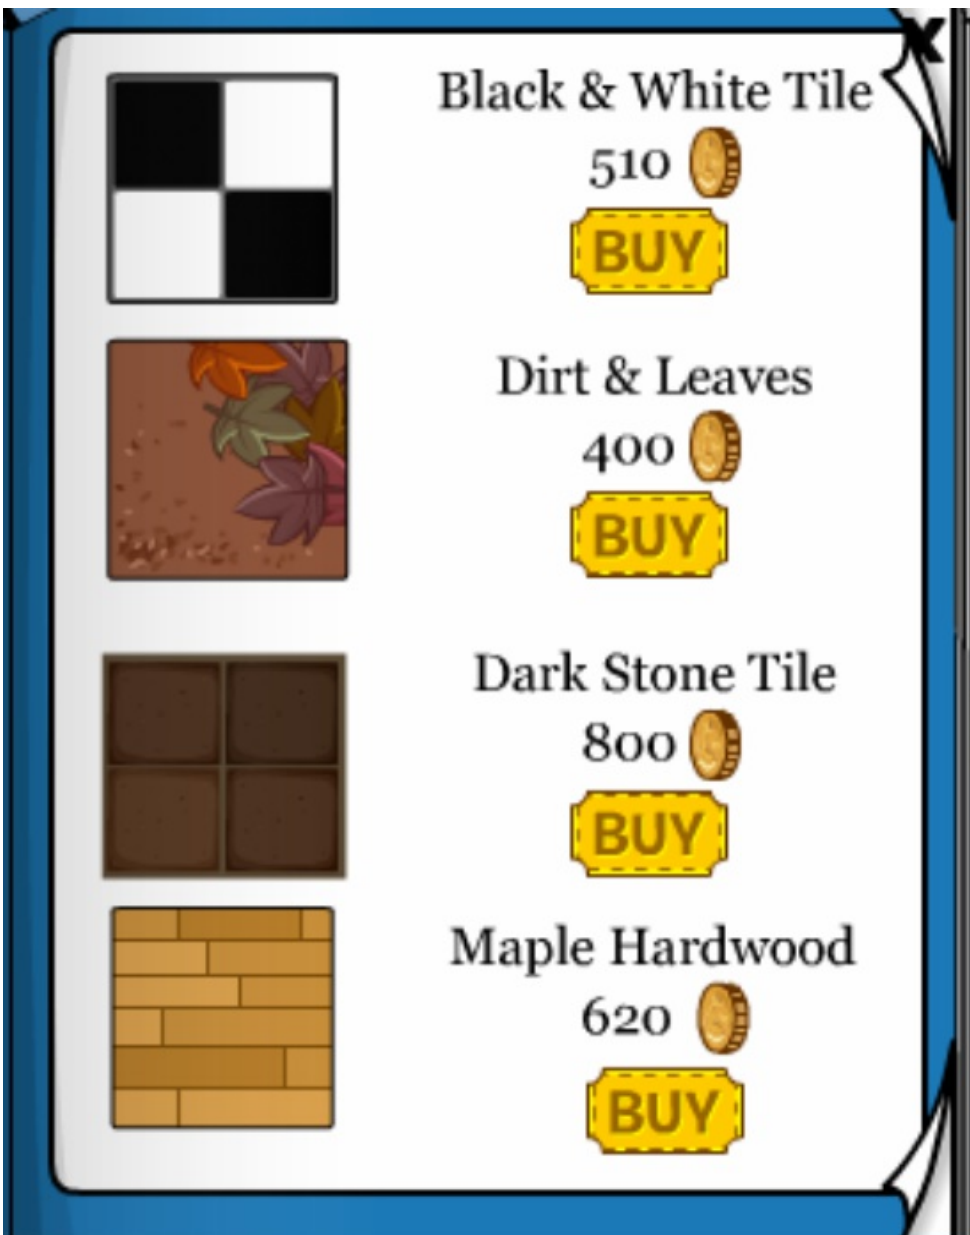 X
Black & White Tile
510
BUY
Dirt & Leaves
400
BUY
Dark Stone Tile
800
BUY
Maple Hardwood
620
BUY